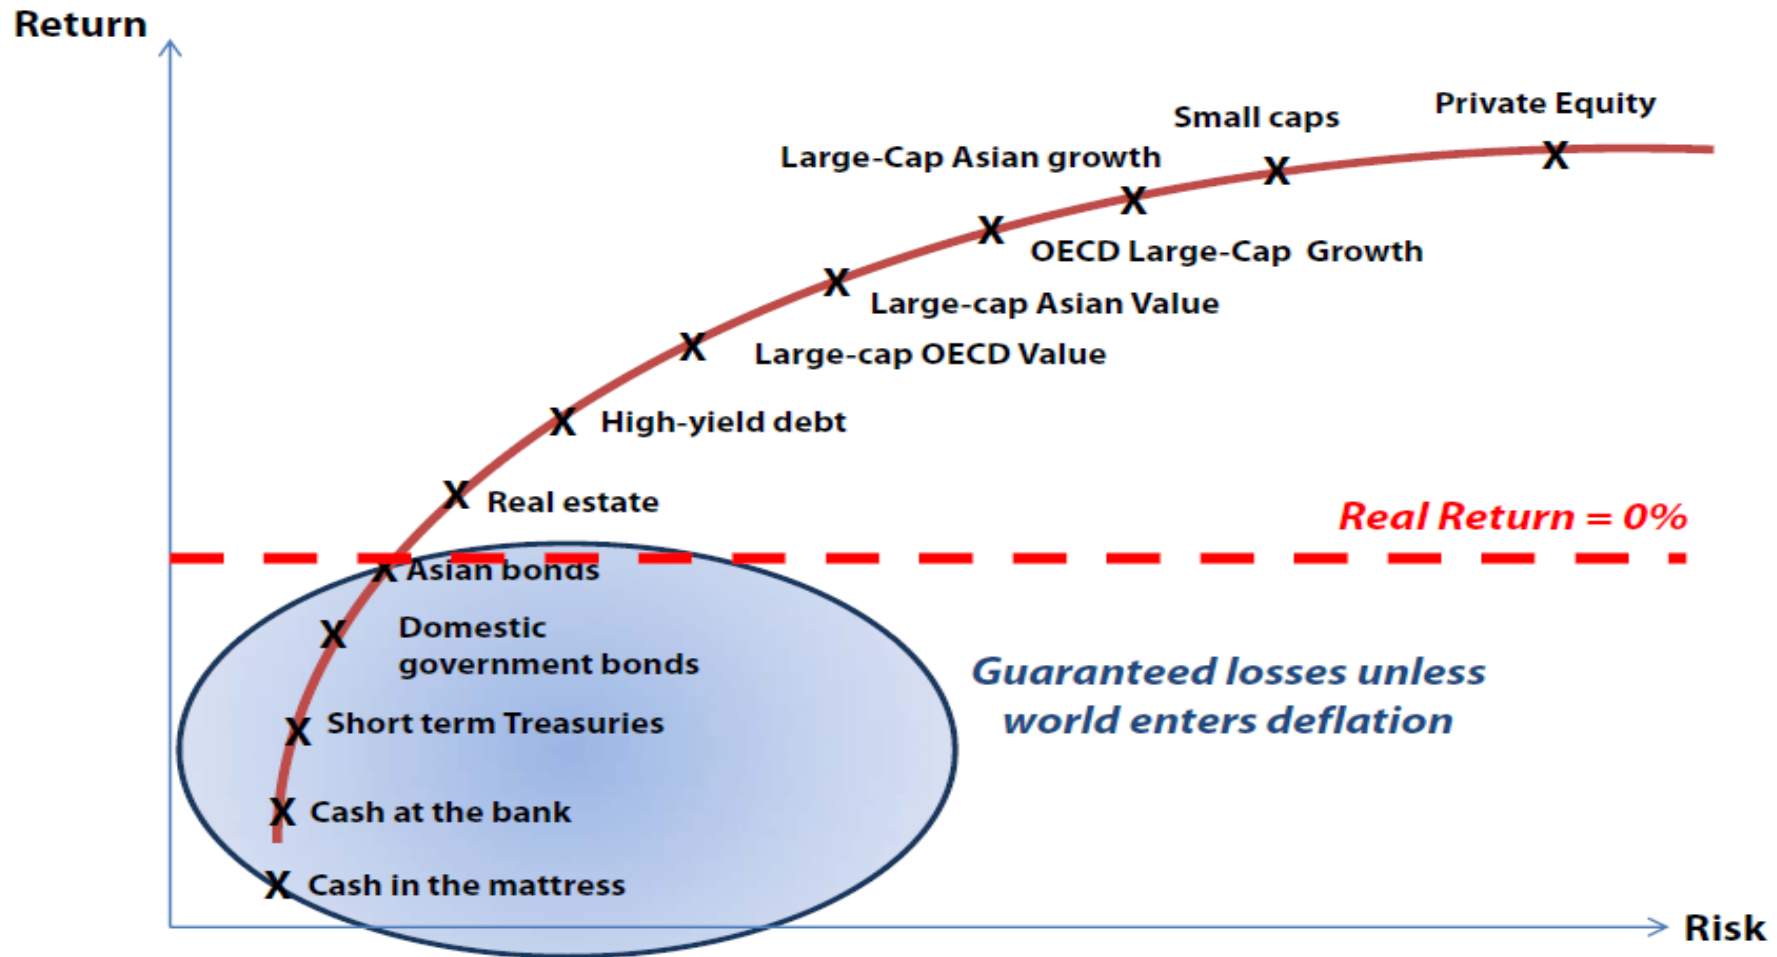 Return
Private Equity
Small caps
Large-Cap Asian growth
OECD Large-Cap Growth
Large-cap Asian Value
Large-cap OECD Value
High-yield debt
Real estate
Real Return = 0%
Asian bonds
Domestic
government bonds
Guaranteed losses unless
world enters deflation
Short term Treasuries
Cash at the bank
Cash in the mattress
Risk